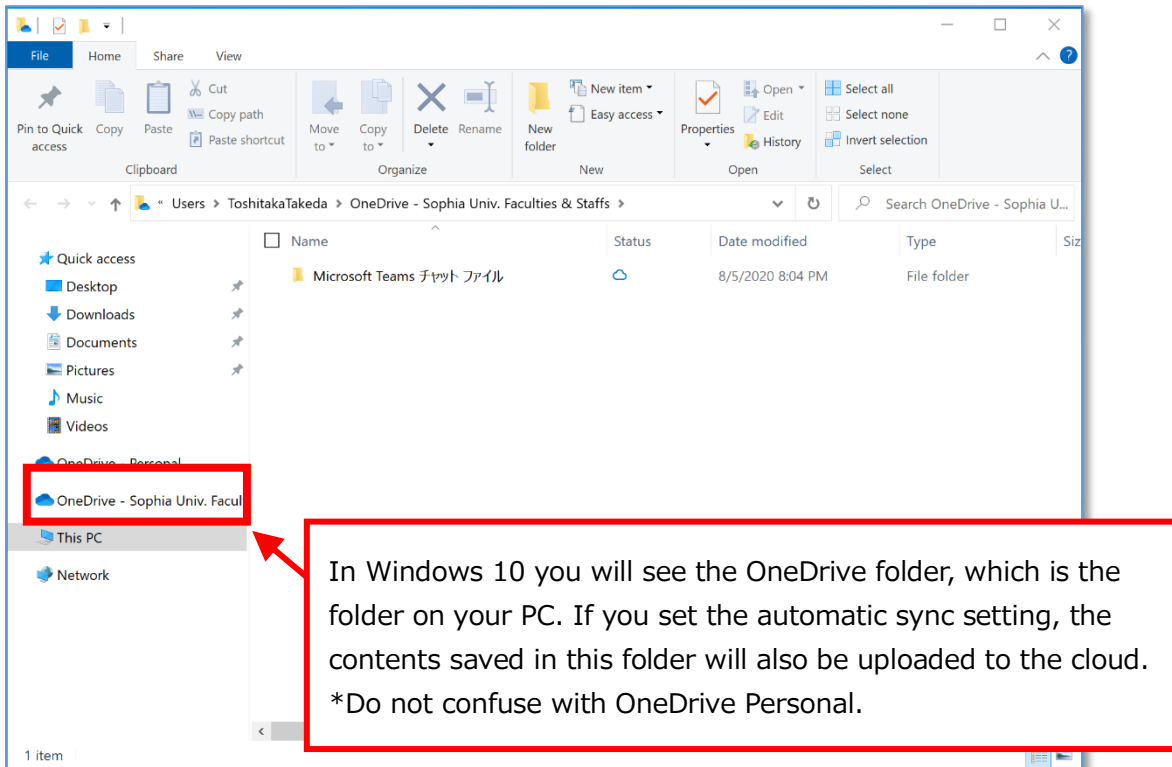 File Home Share View
Pin to Quick access
Copy
Paste
Cut
Copy path
Paste shortcut
Move to
Copy to
Delete
Rename
New folder
New item
Easy access
Properties
Open
Edit
History
Select all
Select none
Invert selection
Clipboard Organize New Open Select
« Users > ToshitakaTakeda > OneDrive - Sophia Univ. Faculties & Staffs >
Search OneDrive - Sophia U...
Name Status Date modified Type Siz
Microsoft Teams チャット ファイル 8/5/2020 8:04 PM File folder
Quick access
Desktop
Downloads
Documents
Pictures
Music
Videos
OneDrive - Personal
OneDrive - Sophia Univ. Facul
This PC
Network
In Windows 10 you will see the OneDrive folder, which is the
folder on your PC. If you set the automatic sync setting, the
contents saved in this folder will also be uploaded to the cloud.
*Do not confuse with OneDrive Personal.
1 item